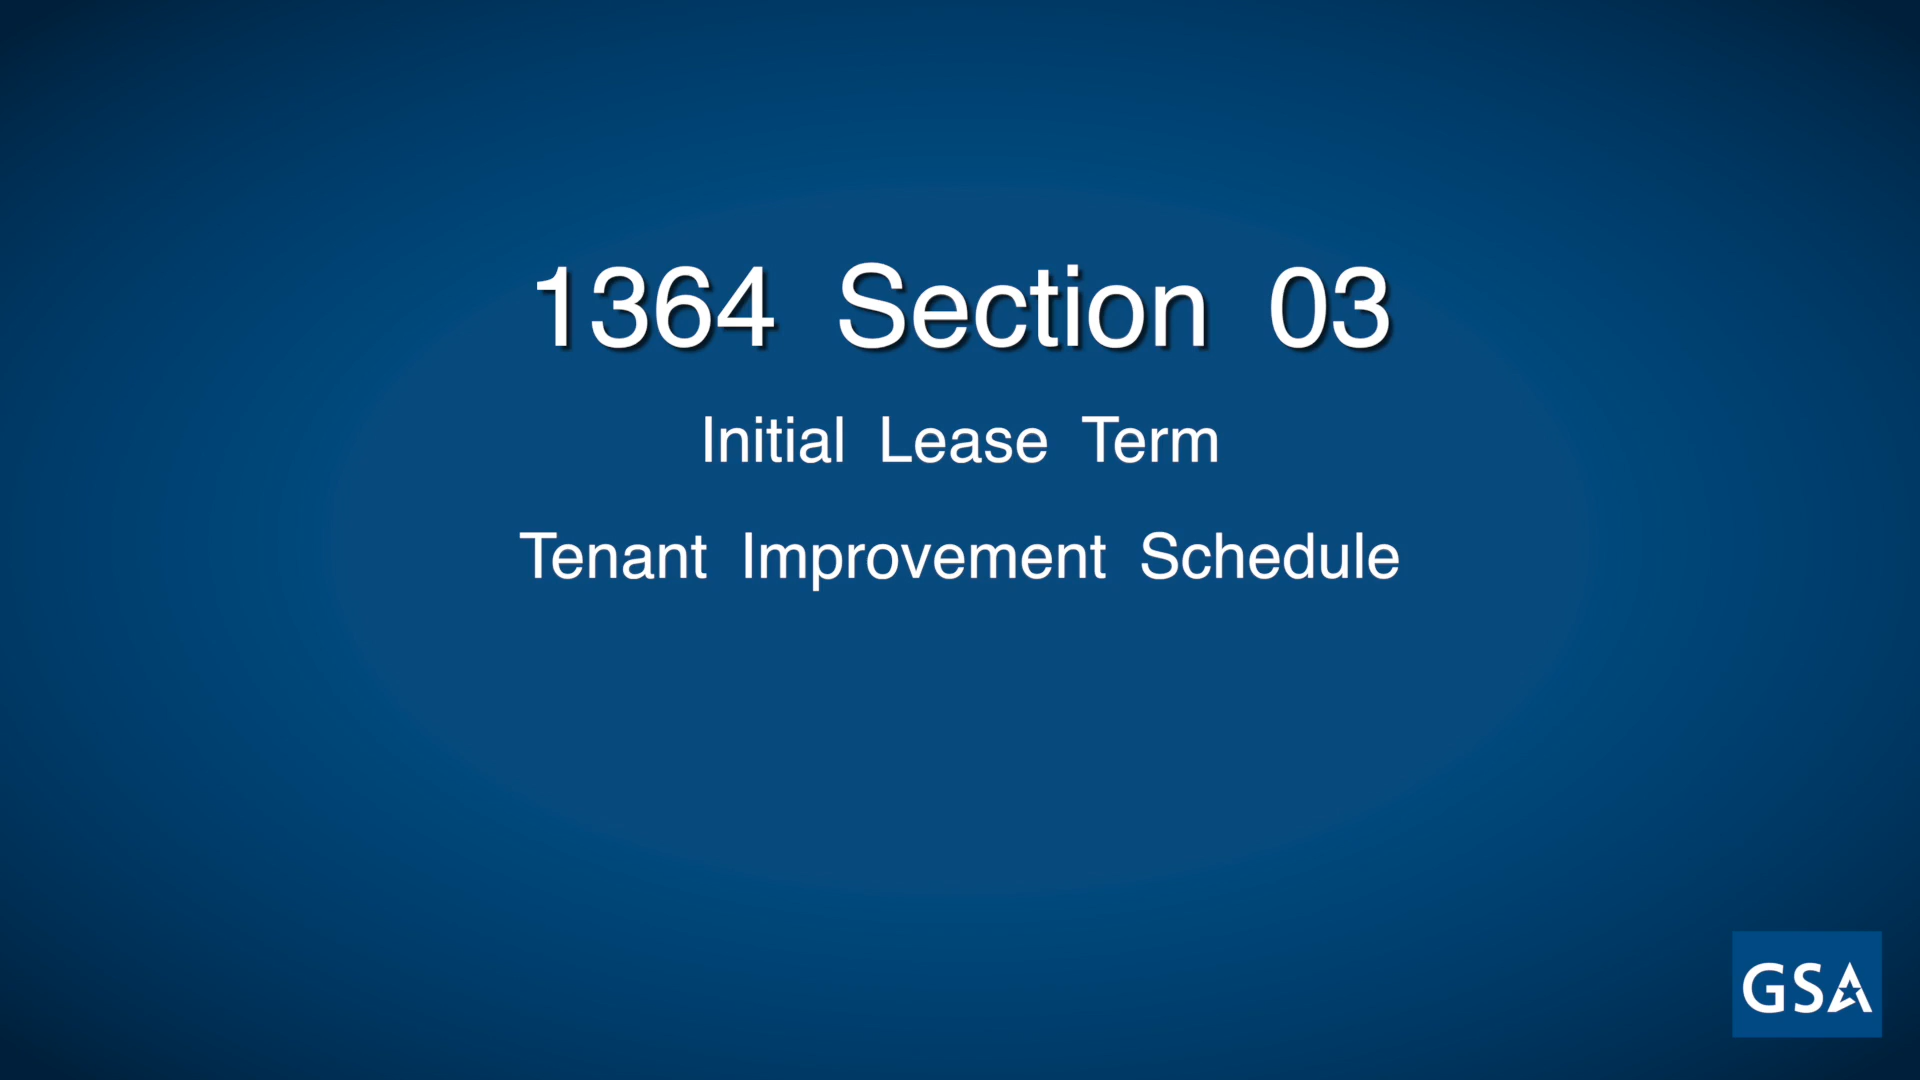 1364 Section 03
Initial Lease Term
Tenant Improvement Schedule
GSA